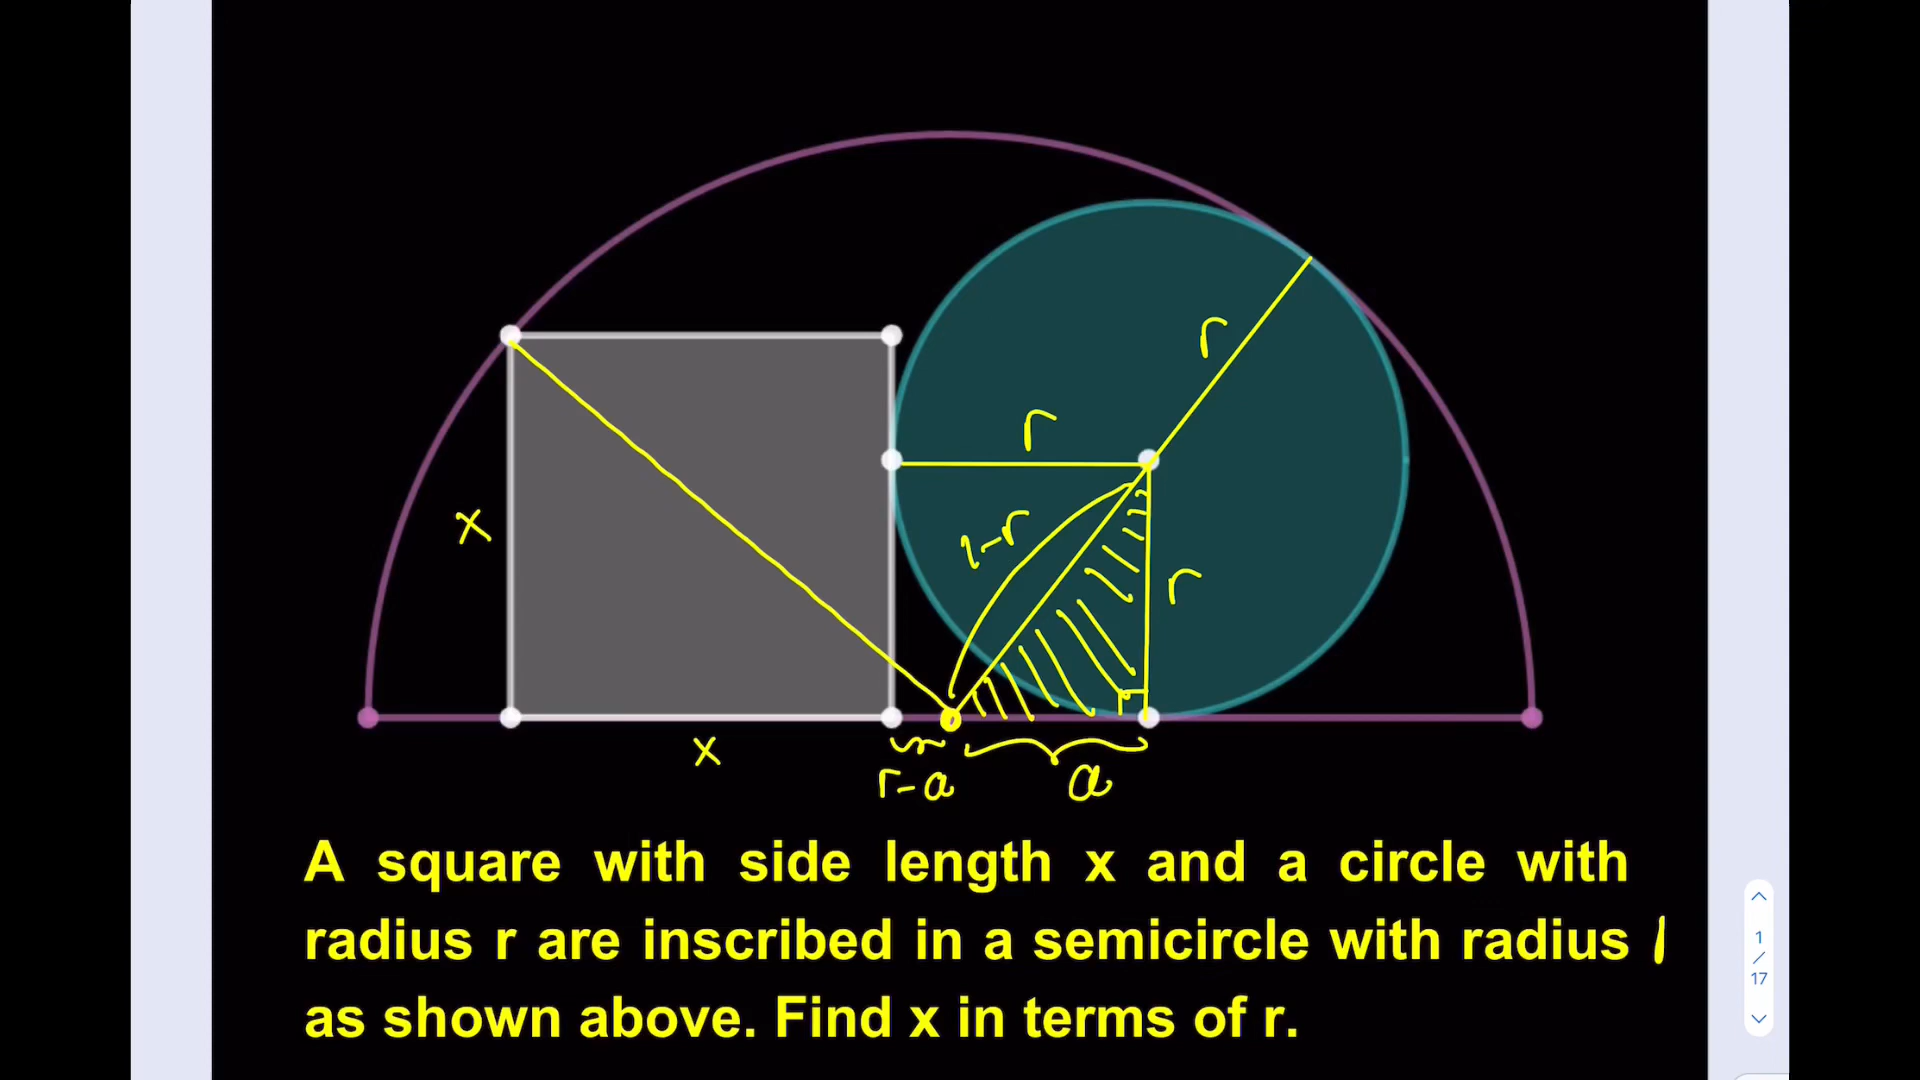 r
r
1-r
x
r
x
r-a
a
A square with side length x and a circle with
radius r are inscribed in a semicircle with radius 1
as shown above. Find x in terms of r.
1
/
17